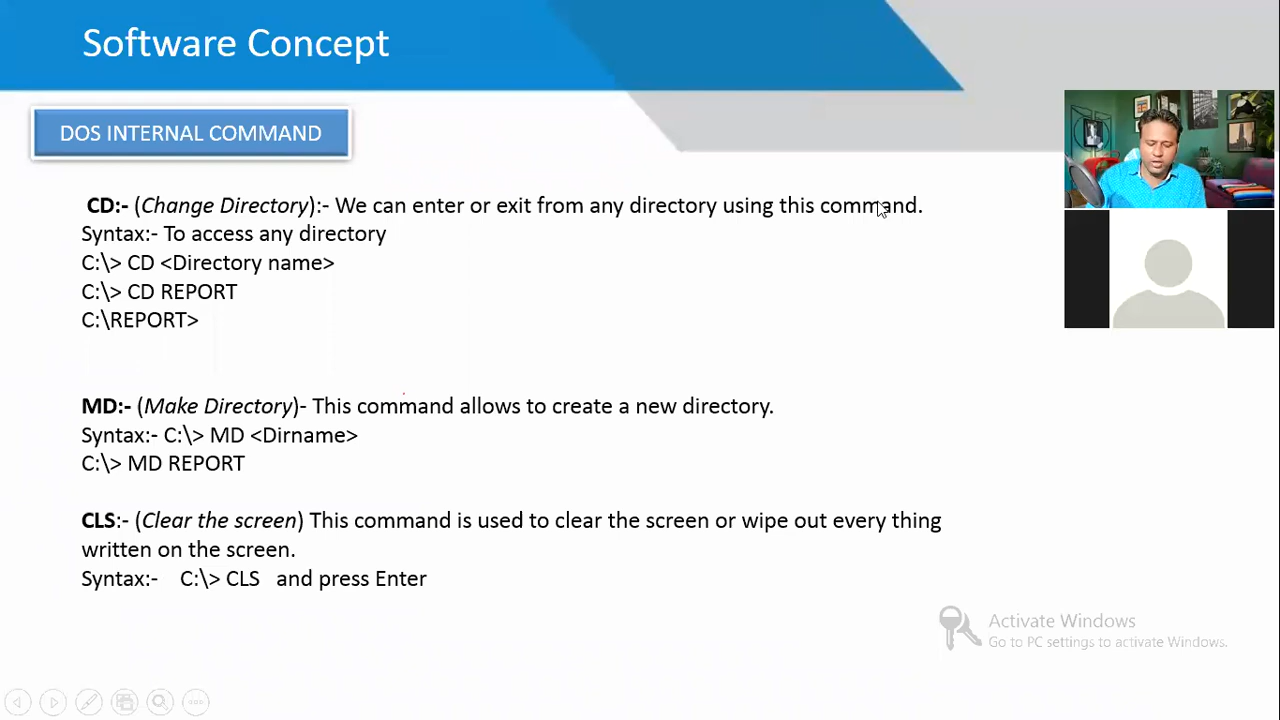 Software Concept
DOS INTERNAL COMMAND
CD:- (Change Directory):- We can enter or exit from any directory using this command.
Syntax:- To access any directory
C:\> CD <Directory name>
C:\> CD REPORT
C:\REPORT>
MD:- (Make Directory)- This command allows to create a new directory.
Syntax:- C:\> MD <Dirname>
C:\> MD REPORT
CLS:- (Clear the screen) This command is used to clear the screen or wipe out every thing
written on the screen.
Syntax:- C:\> CLS and press Enter
Activate Windows
Go to PC settings to activate Windows.